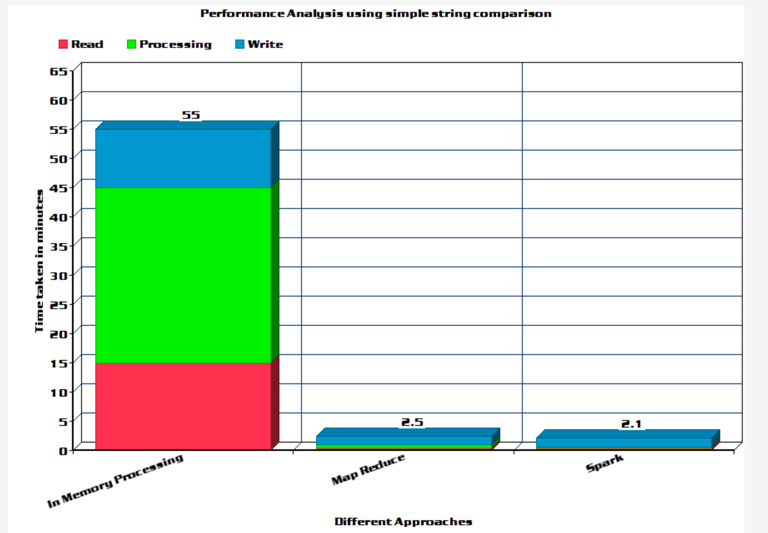 Performance Analysis using simple string comparison
Read Processing Write
65
60
55
50
45
40
35
30
25
20
15
10
5
0
Time taken in minutes
55
2.5
2.1
In Memory Processing
Map Reduce
Spark
Different Approaches